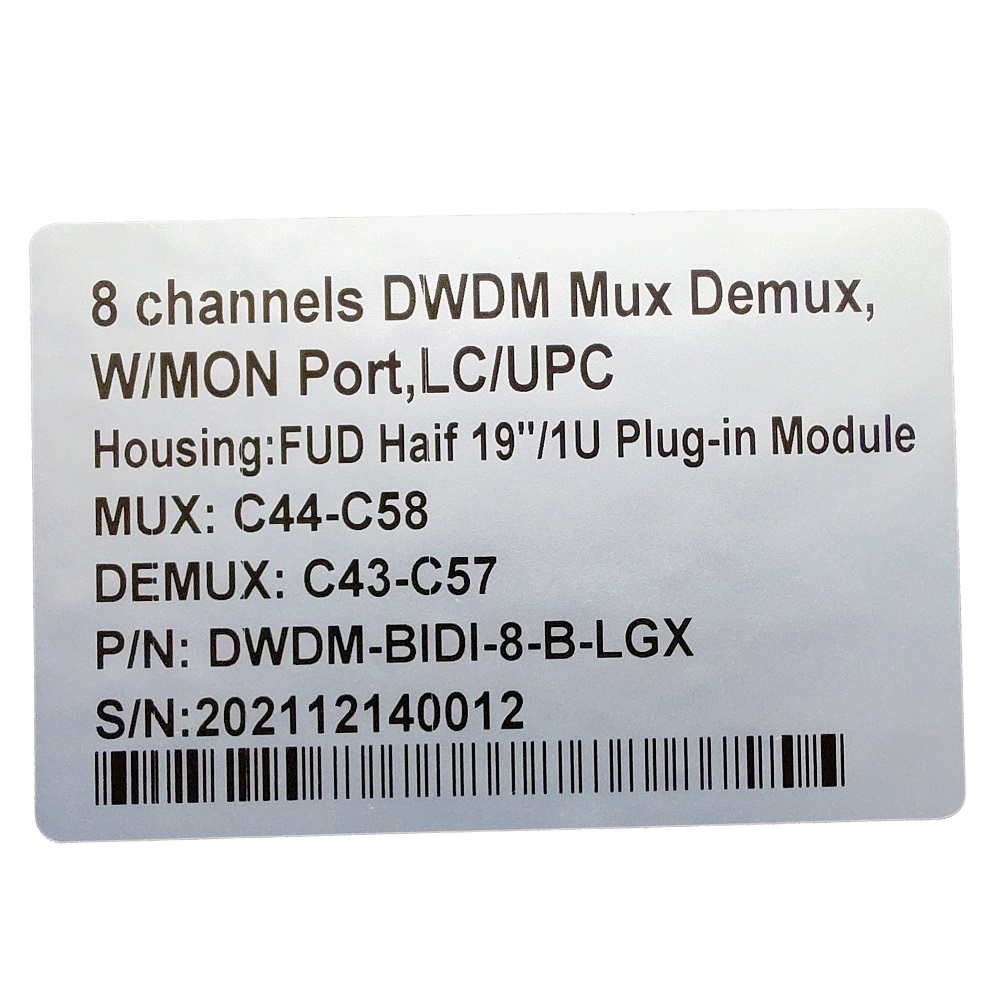 8 channels DWDM Mux Demux,
W/MON Port,LC/UPC
Housing:FUD Haif 19"/1U Plug-in Module
MUX: C44-C58
DEMUX: C43-C57
P/N: DWDM-BIDI-8-B-LGX
S/N:202112140012